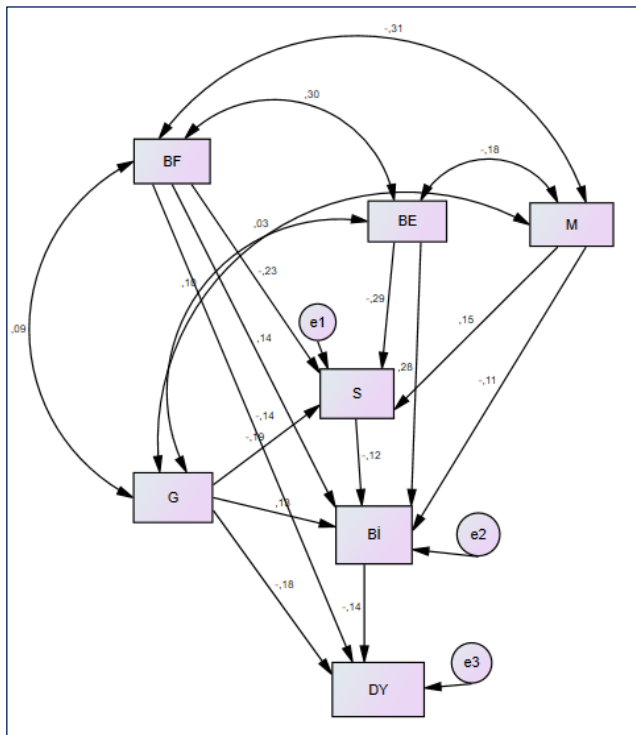 -,31
,30
-,18
BF
BE
M
,03
,10
-,23
-,29
e1
,15
,09
,14
,28
-,11
S
-,14
-,19
-,12
G
,13
Bİ
e2
-,18
-,14
e3
DY